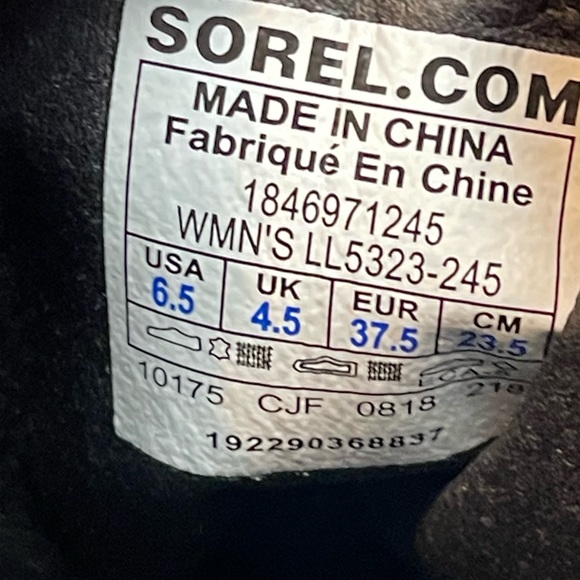 SOREL.COM
MADE IN CHINA
Fabriqué En Chine
1846971245
WMN'S LL5323-245
USA UK EUR CM
6.5 4.5 37.5 23.5
10175 CJF 0818 218
192290368837